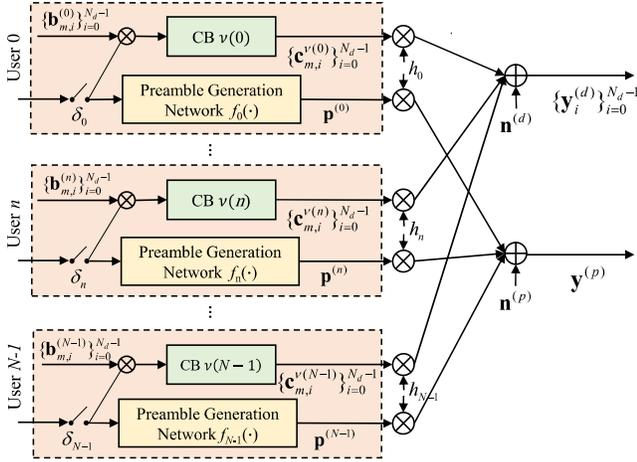 User 0
{b_{m,i}^{(0)}}_{i=0}^{N_d-1}
CB ν(0)
{c_{m,i}^{ν(0)}}_{i=0}^{N_d-1}
δ_0
Preamble Generation
Network f_0(·)
p^{(0)}
h_0
{y_i^{(d)}}_{i=0}^{N_d-1}
n^{(d)}
⋮
User n
{b_{m,i}^{(n)}}_{i=0}^{N_d-1}
CB ν(n)
{c_{m,i}^{ν(n)}}_{i=0}^{N_d-1}
δ_n
Preamble Generation
Network f_n(·)
p^{(n)}
h_n
y^{(p)}
n^{(p)}
⋮
User N-1
{b_{m,i}^{(N-1)}}_{i=0}^{N_d-1}
CB ν(N−1)
{c_{m,i}^{ν(N-1)}}_{i=0}^{N_d-1}
δ_{N-1}
Preamble Generation
Network f_{N-1}(·)
p^{(N-1)}
h_{N-1}